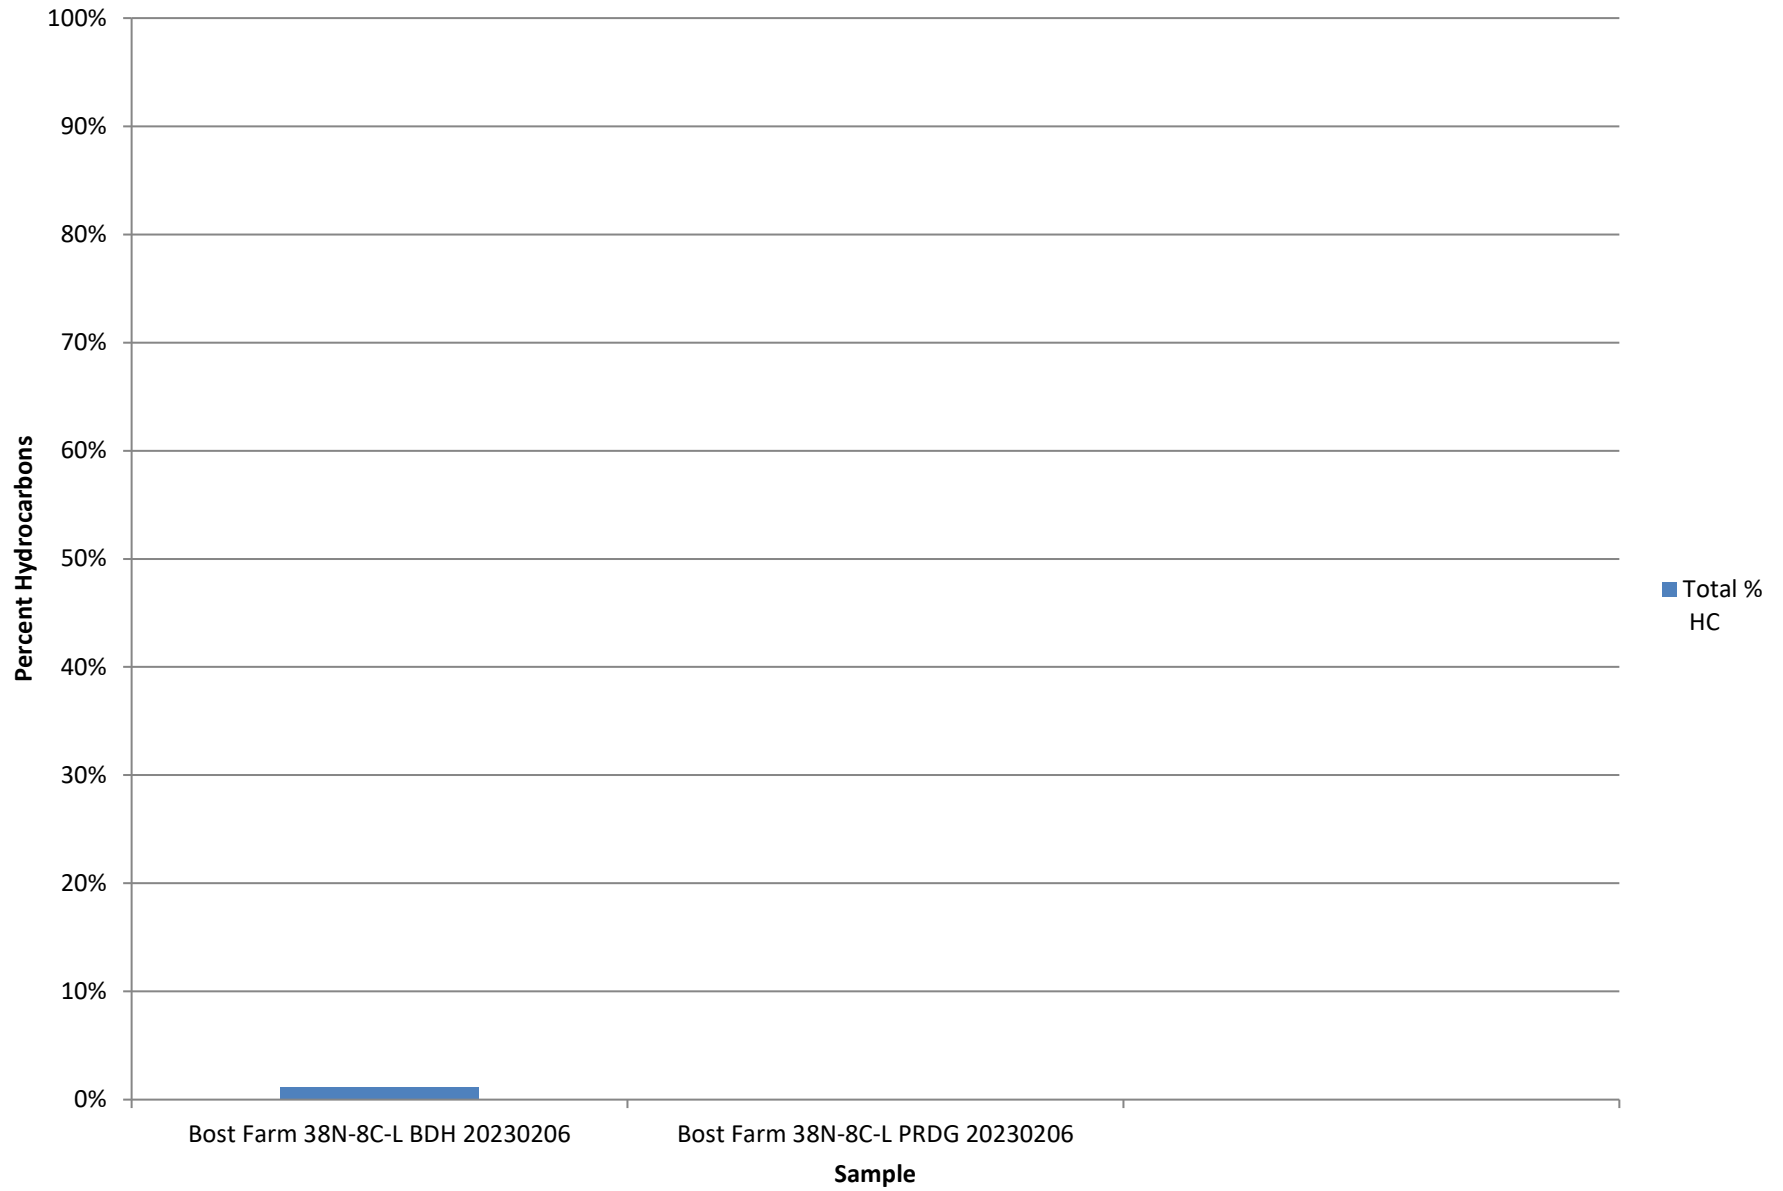 100%
90%
80%
70%
60%
50%
40%
30%
20%
10%
0%
Percent Hydrocarbons
Bost Farm 38N-8C-L BDH 20230206
Bost Farm 38N-8C-L PRDG 20230206
Sample
Total %
HC